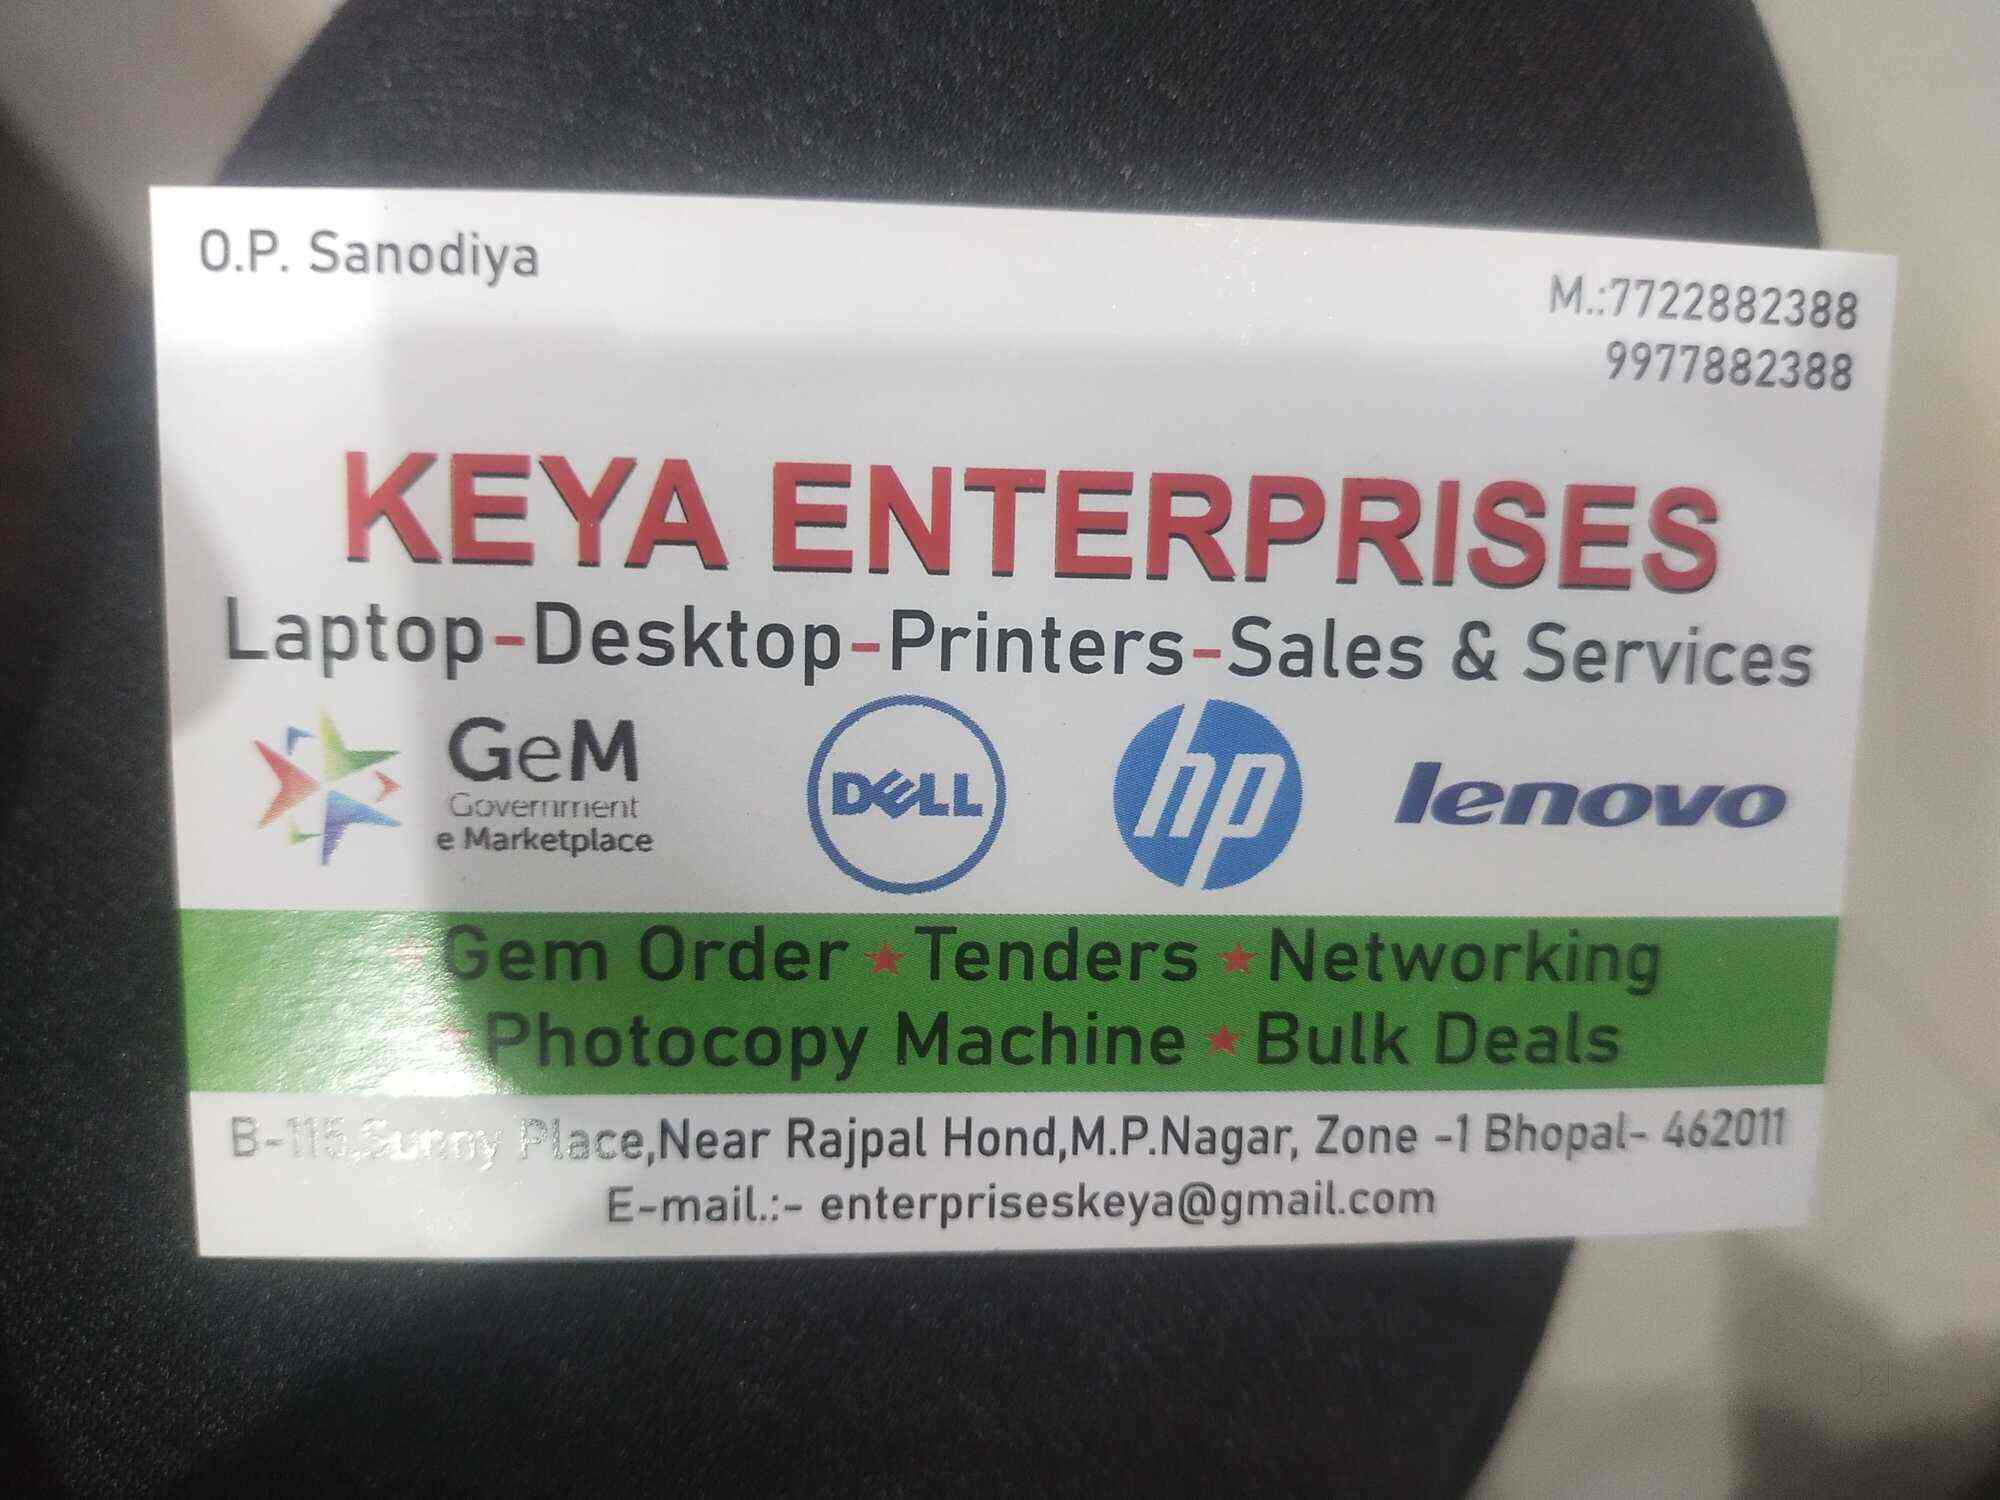 O.P. Sanodiya
M.:7722882388
9977882388
KEYA ENTERPRISES
Laptop-Desktop-Printers-Sales & Services
GeM
Government
e Marketplace
DELL
hp
lenovo
Gem Order ★ Tenders ★ Networking
★ Photocopy Machine ★ Bulk Deals
B-115,Sunny Place,Near Rajpal Hond,M.P.Nagar, Zone -1 Bhopal- 462011
E-mail.:- enterpriseskeya@gmail.com